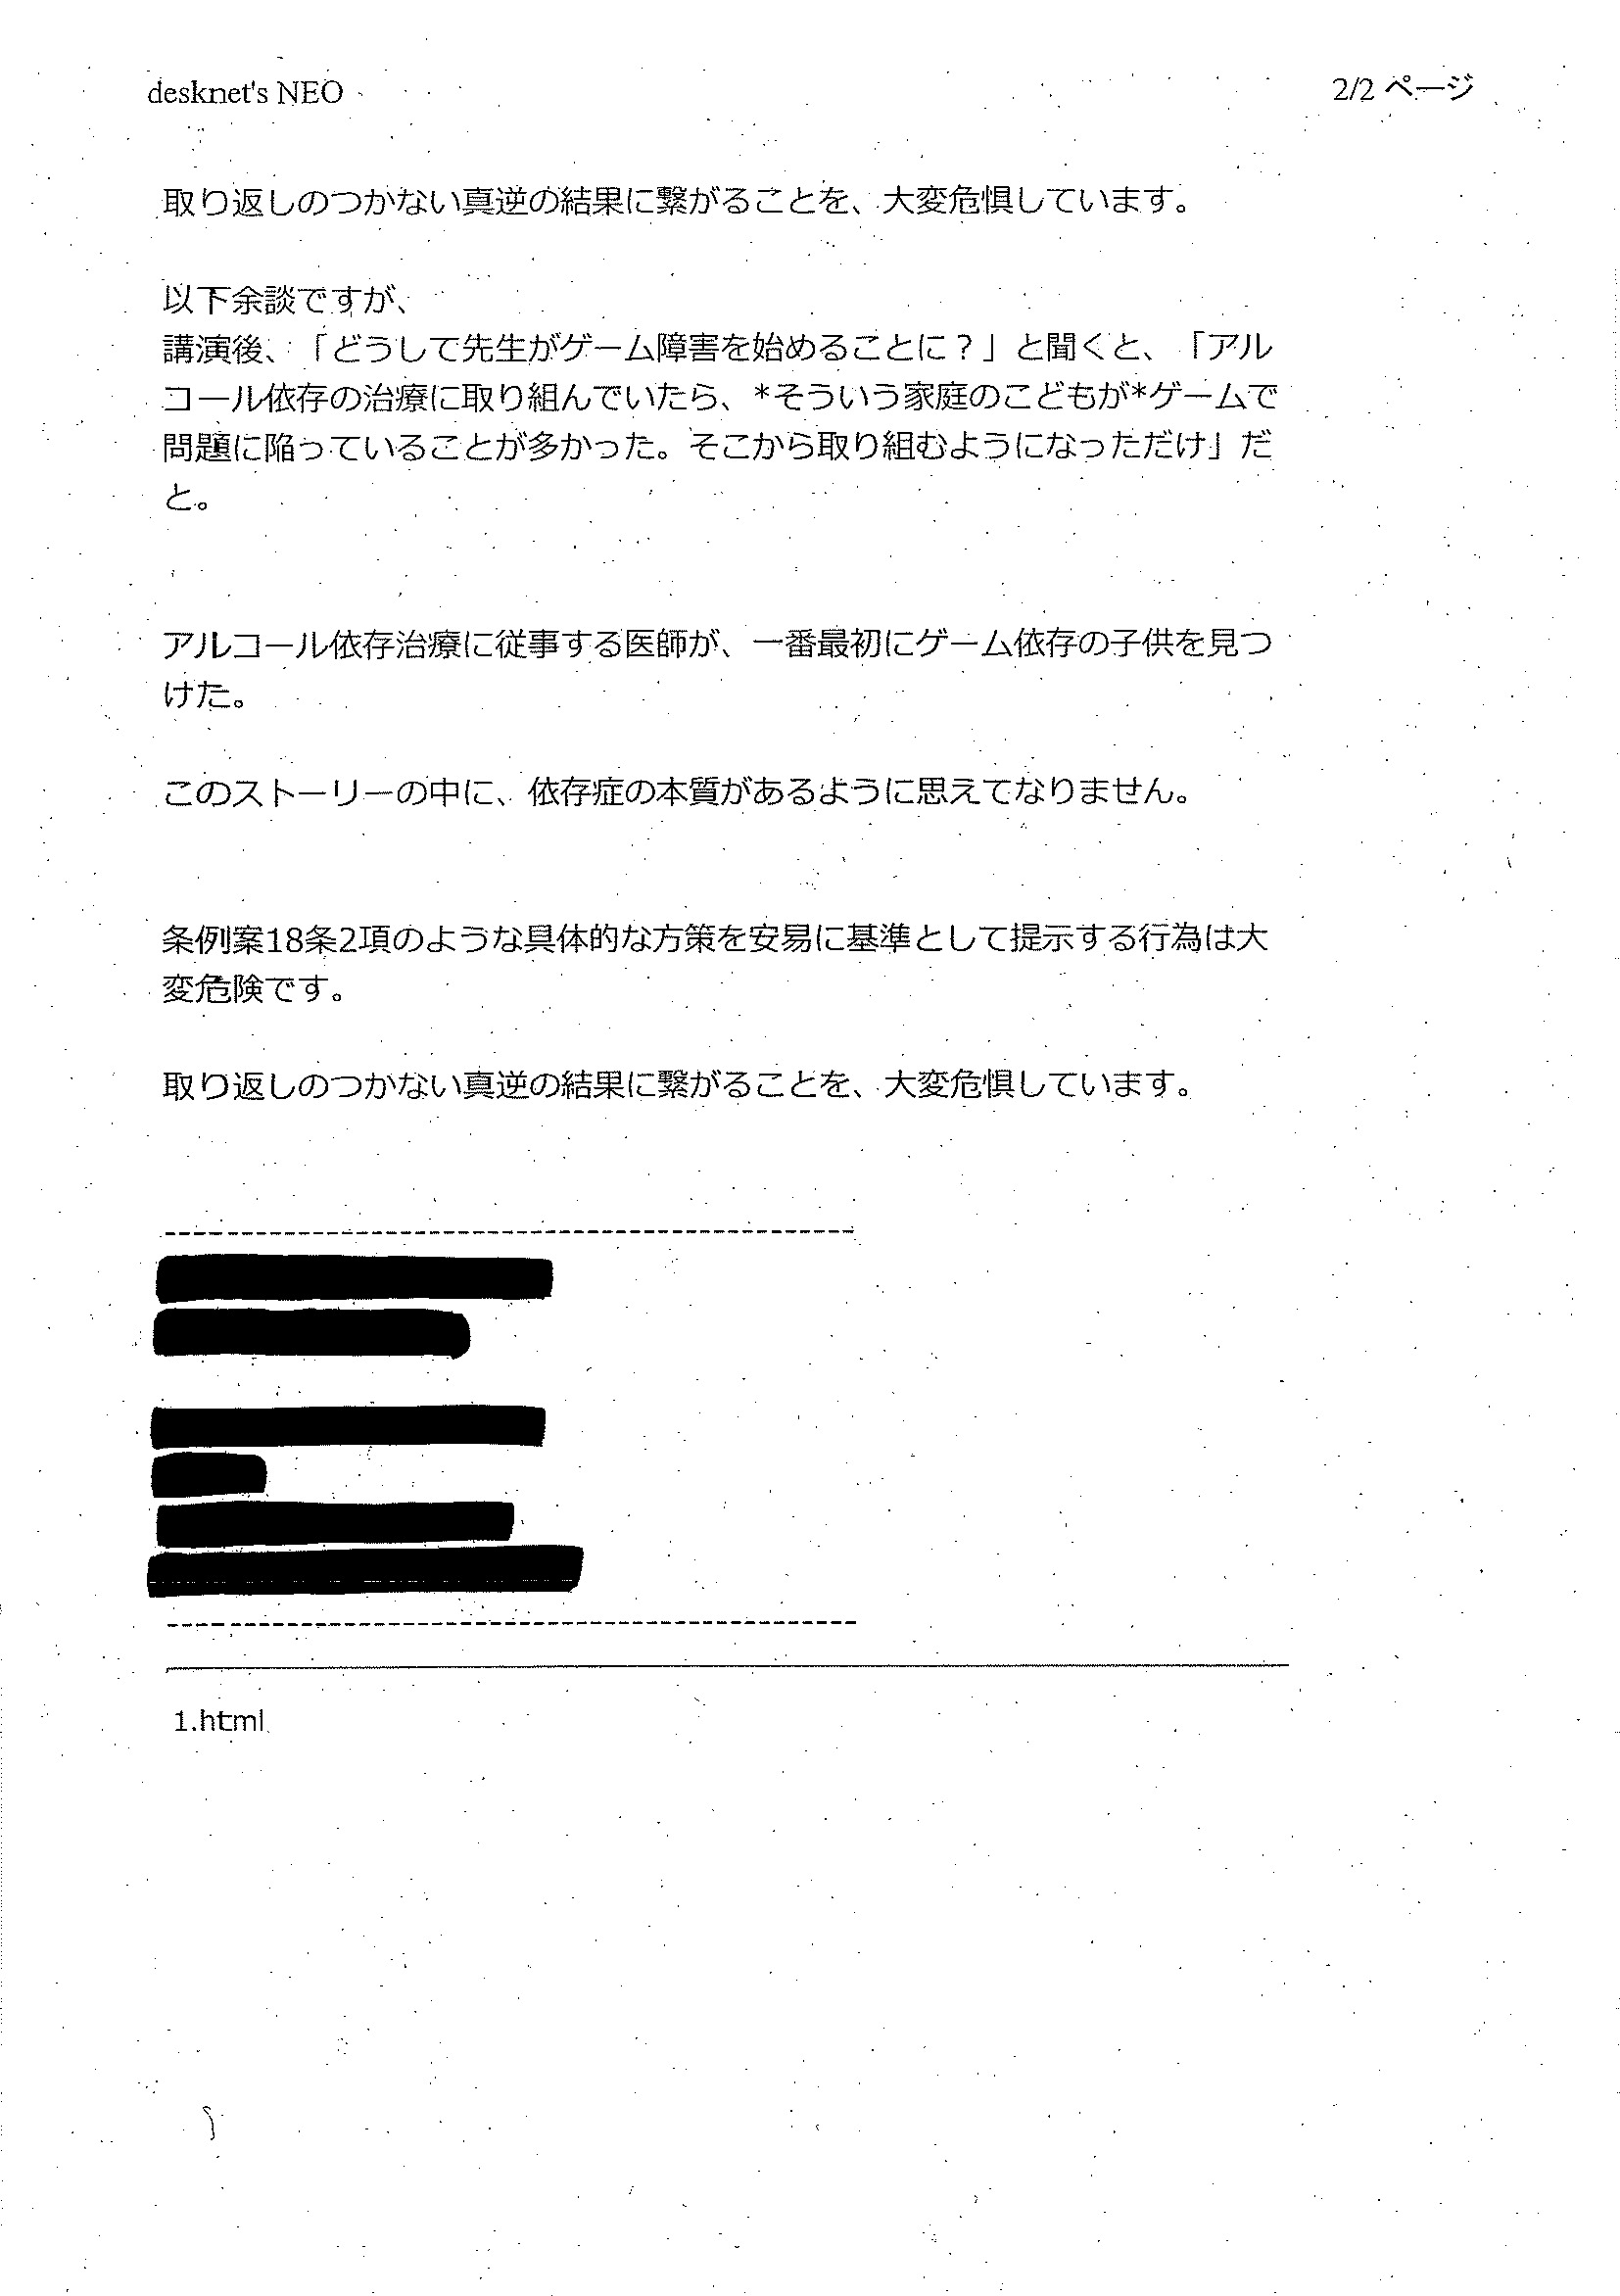 desknet's NEO
2/2 ページ
取り返しのつかない真逆の結果に繋がることを、大変危惧しています。
以下余談ですが、
講演後、「どうして先生がゲーム障害を始めることに？」と聞くと、「アル
コール依存の治療に取り組んでいたら、*そういう家庭のこどもが*ゲームで
問題に陥っていることが多かった。そこから取り組むようになっただけ」だ
と。
アルコール依存治療に従事する医師が、一番最初にゲーム依存の子供を見つ
けた。
このストーリーの中に、依存症の本質があるように思えてなりません。
条例案18条2項のような具体的な方策を安易に基準として提示する行為は大
変危険です。
取り返しのつかない真逆の結果に繋がることを、大変危惧しています。
1.html